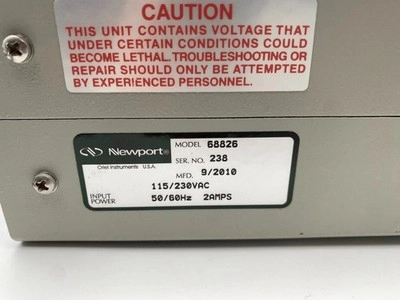 CAUTION
THIS UNIT CONTAINS VOLTAGE THAT
UNDER CERTAIN CONDITIONS COULD
BECOME LETHAL. TROUBLESHOOTING OR
REPAIR SHOULD ONLY BE ATTEMPTED
BY EXPERIENCED PERSONNEL.
Newport®
Oriel Instruments U.S.A.
MODEL 68826
SER. NO. 238
MFD. 9/2010
115/230VAC
INPUT POWER 50/60Hz 2AMPS